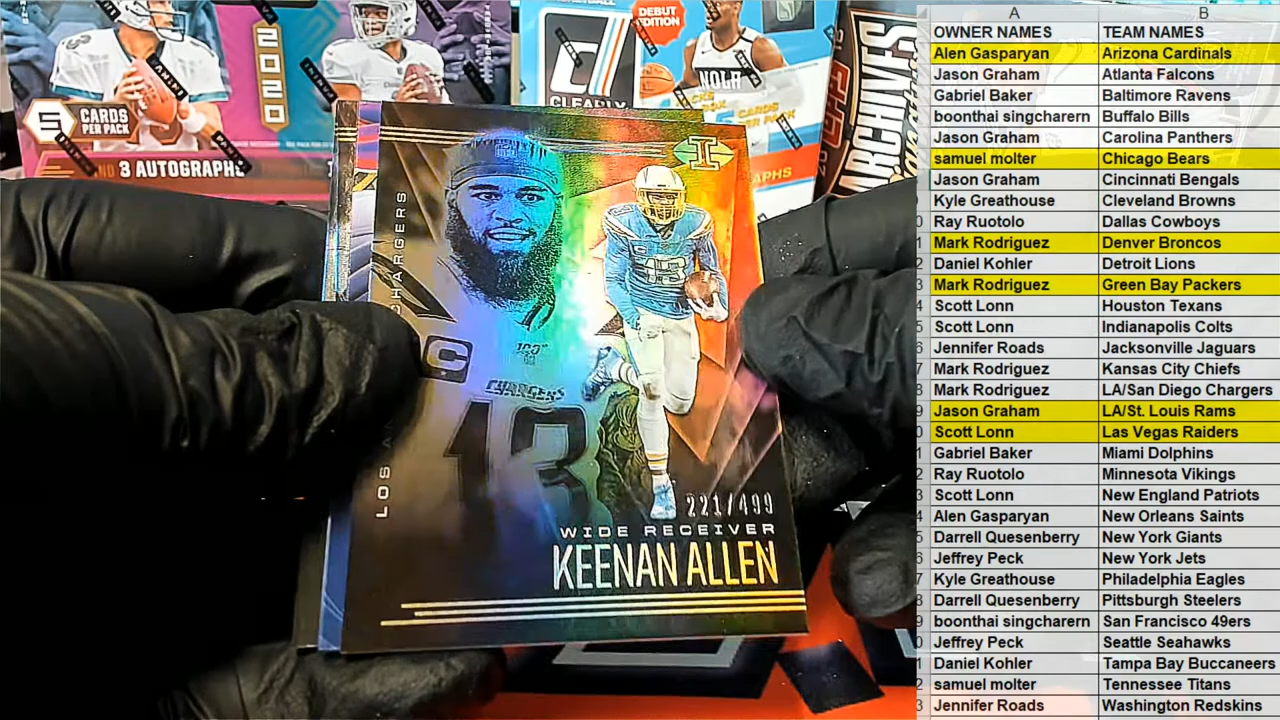 2020
5 CARDS
PER PACK
3 AUTOGRAPHS
DEBUT
EDITION
NOLA
CLEARLY
CARDS
ARCHIVES
I
LOS
CHARGERS
C
100
CHARGERS
13
13
221/499
WIDE RECEIVER
KEENAN ALLEN
A B
OWNER NAMES TEAM NAMES
Alen Gasparyan Arizona Cardinals
Jason Graham Atlanta Falcons
Gabriel Baker Baltimore Ravens
boonthai singcharern Buffalo Bills
Jason Graham Carolina Panthers
samuel molter Chicago Bears
Jason Graham Cincinnati Bengals
Kyle Greathouse Cleveland Browns
Ray Ruotolo Dallas Cowboys
Mark Rodriguez Denver Broncos
Daniel Kohler Detroit Lions
Mark Rodriguez Green Bay Packers
Scott Lonn Houston Texans
Scott Lonn Indianapolis Colts
Jennifer Roads Jacksonville Jaguars
Mark Rodriguez Kansas City Chiefs
Mark Rodriguez LA/San Diego Chargers
Jason Graham LA/St. Louis Rams
Scott Lonn Las Vegas Raiders
Gabriel Baker Miami Dolphins
Ray Ruotolo Minnesota Vikings
Scott Lonn New England Patriots
Alen Gasparyan New Orleans Saints
Darrell Quesenberry New York Giants
Jeffrey Peck New York Jets
Kyle Greathouse Philadelphia Eagles
Darrell Quesenberry Pittsburgh Steelers
boonthai singcharern San Francisco 49ers
Jeffrey Peck Seattle Seahawks
Daniel Kohler Tampa Bay Buccaneers
samuel molter Tennessee Titans
Jennifer Roads Washington Redskins